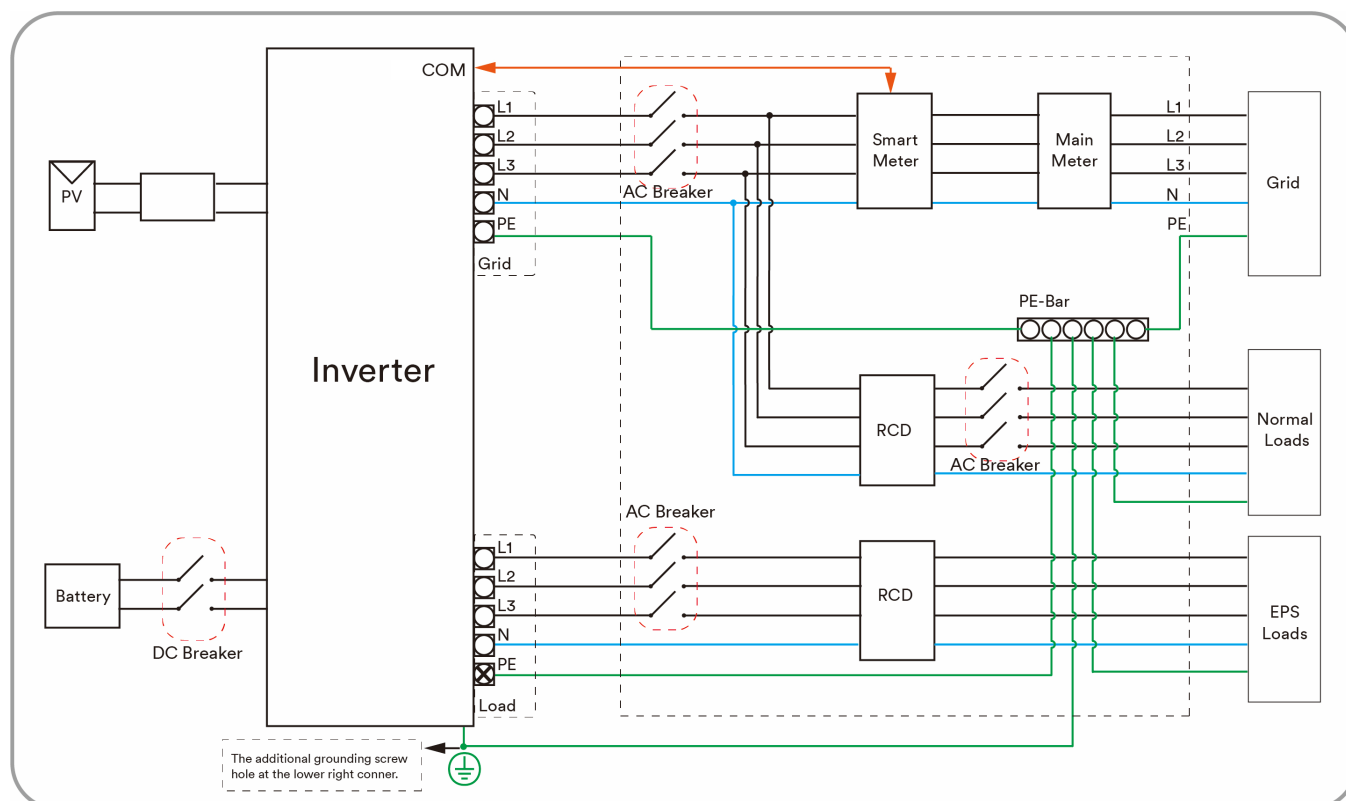 COM
L1
L2
L3
N
PE
Grid
AC Breaker
Smart
Meter
Main
Meter
L1
L2
L3
N
PE
Grid
PV
PE-Bar
Inverter
RCD
AC Breaker
Normal
Loads
AC Breaker
L1
L2
L3
N
PE
Load
RCD
EPS
Loads
Battery
DC Breaker
The additional grounding screw
hole at the lower right conner.